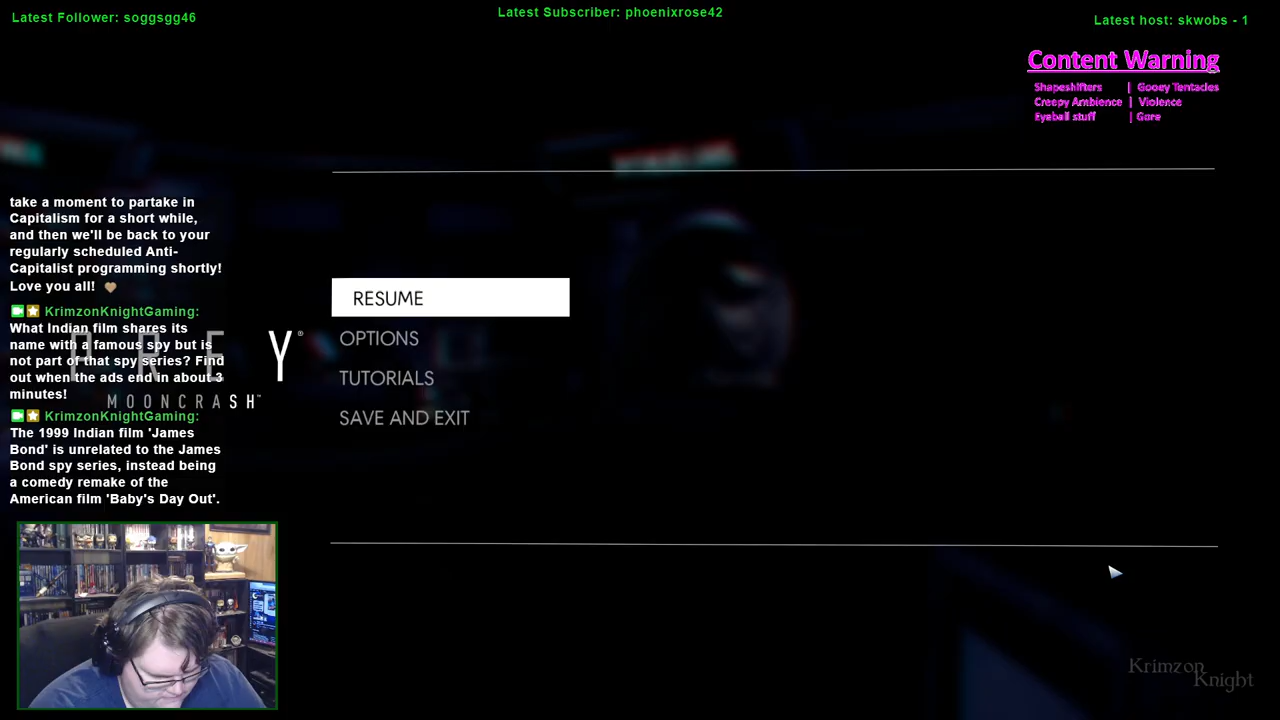 Latest Follower: soggsgg46
Latest Subscriber: phoenixrose42
Latest host: skwobs - 1
Content Warning
Shapeshifters | Gooey Tentacles
Creepy Ambience | Violence
Eyeball stuff | Gore
take a moment to partake in
Capitalism for a short while,
and then we'll be back to your
regularly scheduled Anti-
Capitalist programming shortly!
Love you all!
KrimzonKnightGaming:
What Indian film shares its
name with a famous spy but is
not part of that spy series? Find
out when the ads end in about 3
minutes!
KrimzonKnightGaming:
The 1999 Indian film 'James
Bond' is unrelated to the James
Bond spy series, instead being
a comedy remake of the
American film 'Baby's Day Out'.
PREY®
MOONCRASH™
RESUME
OPTIONS
TUTORIALS
SAVE AND EXIT
Krimzon
Knight